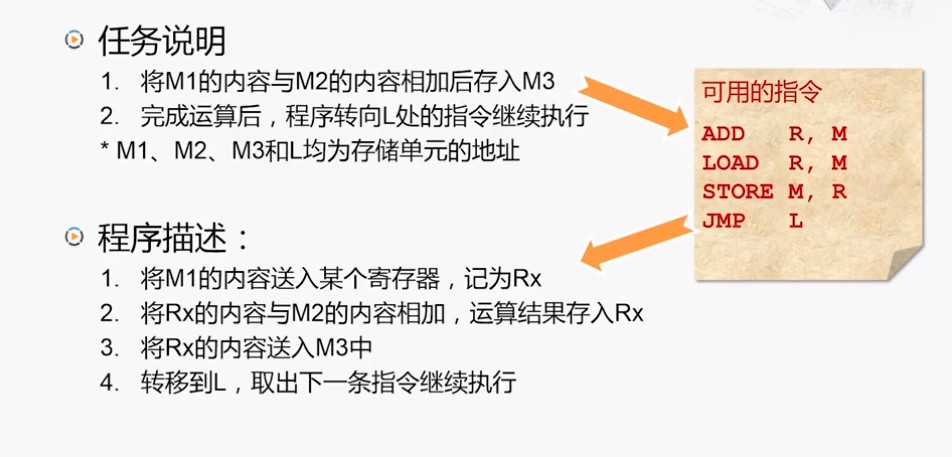 任务说明
1. 将M1的内容与M2的内容相加后存入M3
2. 完成运算后，程序转向L处的指令继续执行
* M1、M2、M3和L均为存储单元的地址
可用的指令
ADD R, M
LOAD R, M
STORE M, R
JMP L
程序描述：
1. 将M1的内容送入某个寄存器，记为Rx
2. 将Rx的内容与M2的内容相加，运算结果存入Rx
3. 将Rx的内容送入M3中
4. 转移到L，取出下一条指令继续执行